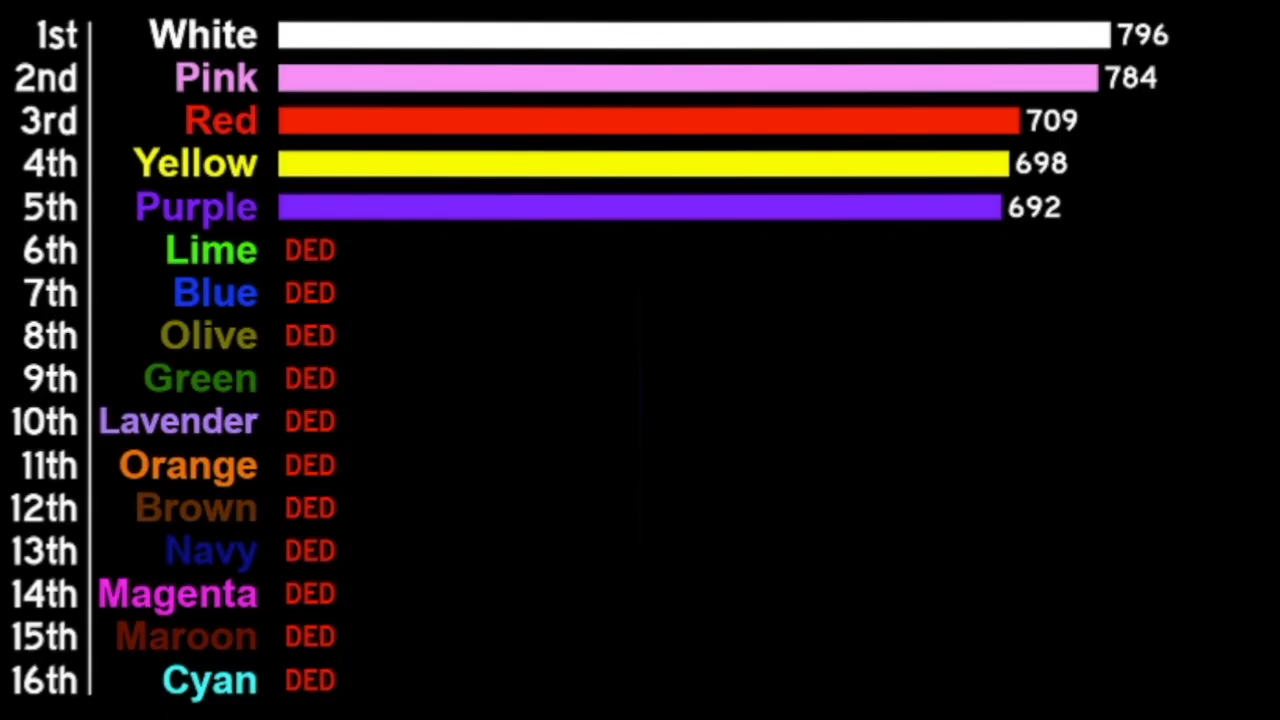 1st White 796
2nd Pink 784
3rd Red 709
4th Yellow 698
5th Purple 692
6th Lime DED
7th Blue DED
8th Olive DED
9th Green DED
10th Lavender DED
11th Orange DED
12th Brown DED
13th Navy DED
14th Magenta DED
15th Maroon DED
16th Cyan DED